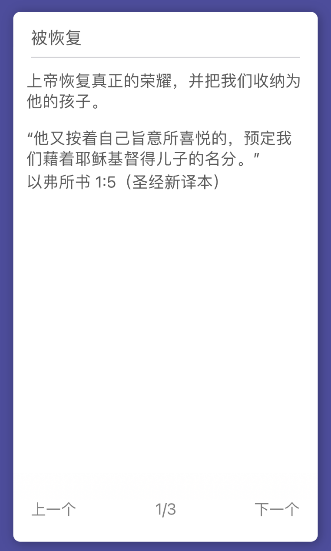 被恢复
上帝恢复真正的荣耀，并把我们收纳为
他的孩子。
“他又按着自己旨意所喜悦的，预定我
们藉着耶稣基督得儿子的名分。”
以弗所书 1:5（圣经新译本）
上一个
1/3
下一个